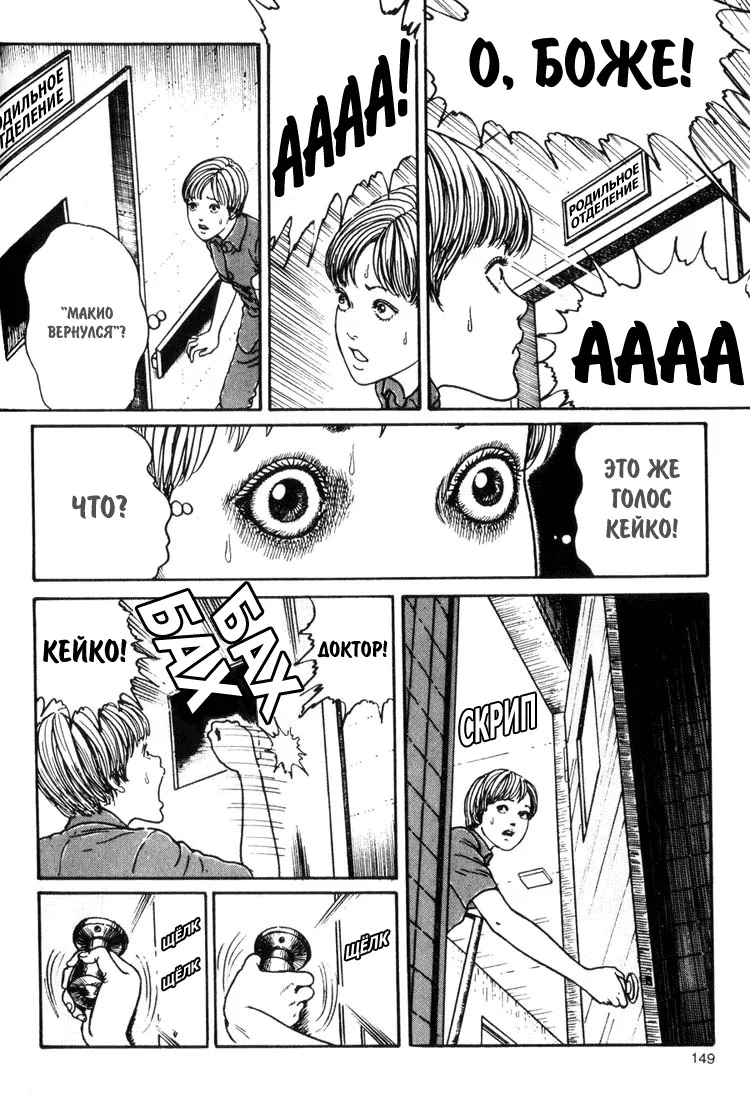 О, БОЖЕ!
РОДИЛЬНОЕ
ОТДЕЛЕНИЕ
АААА
АААА!
РОДИЛЬНОЕ
ОТДЕЛЕНИЕ
"МАКИО
ВЕРНУЛСЯ"?
ЭТО ЖЕ
ГОЛОС
КЕЙКО!
ЧТО?
ДОКТОР!
БАХ
БАХ
КЕЙКО!
СКРИП
ЩЁЛК
ЩЁЛК
ЩЁЛК
ЩЁЛК
149